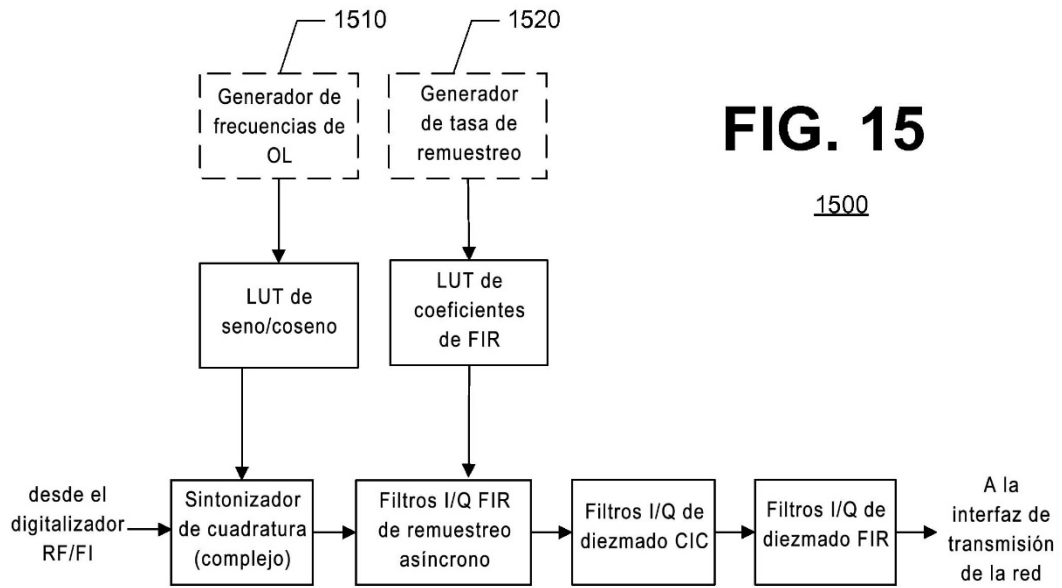 1510
1520
Generador de
frecuencias de
OL
Generador
de tasa de
remuestreo
FIG. 15
1500
LUT de
seno/coseno
LUT de
coeficientes
de FIR
desde el
digitalizador
RF/FI
Sintonizador
de cuadratura
(complejo)
Filtros I/Q FIR
de remuestreo
asíncrono
Filtros I/Q de
diezmado CIC
Filtros I/Q de
diezmado FIR
A la
interfaz de
transmisión
de la red